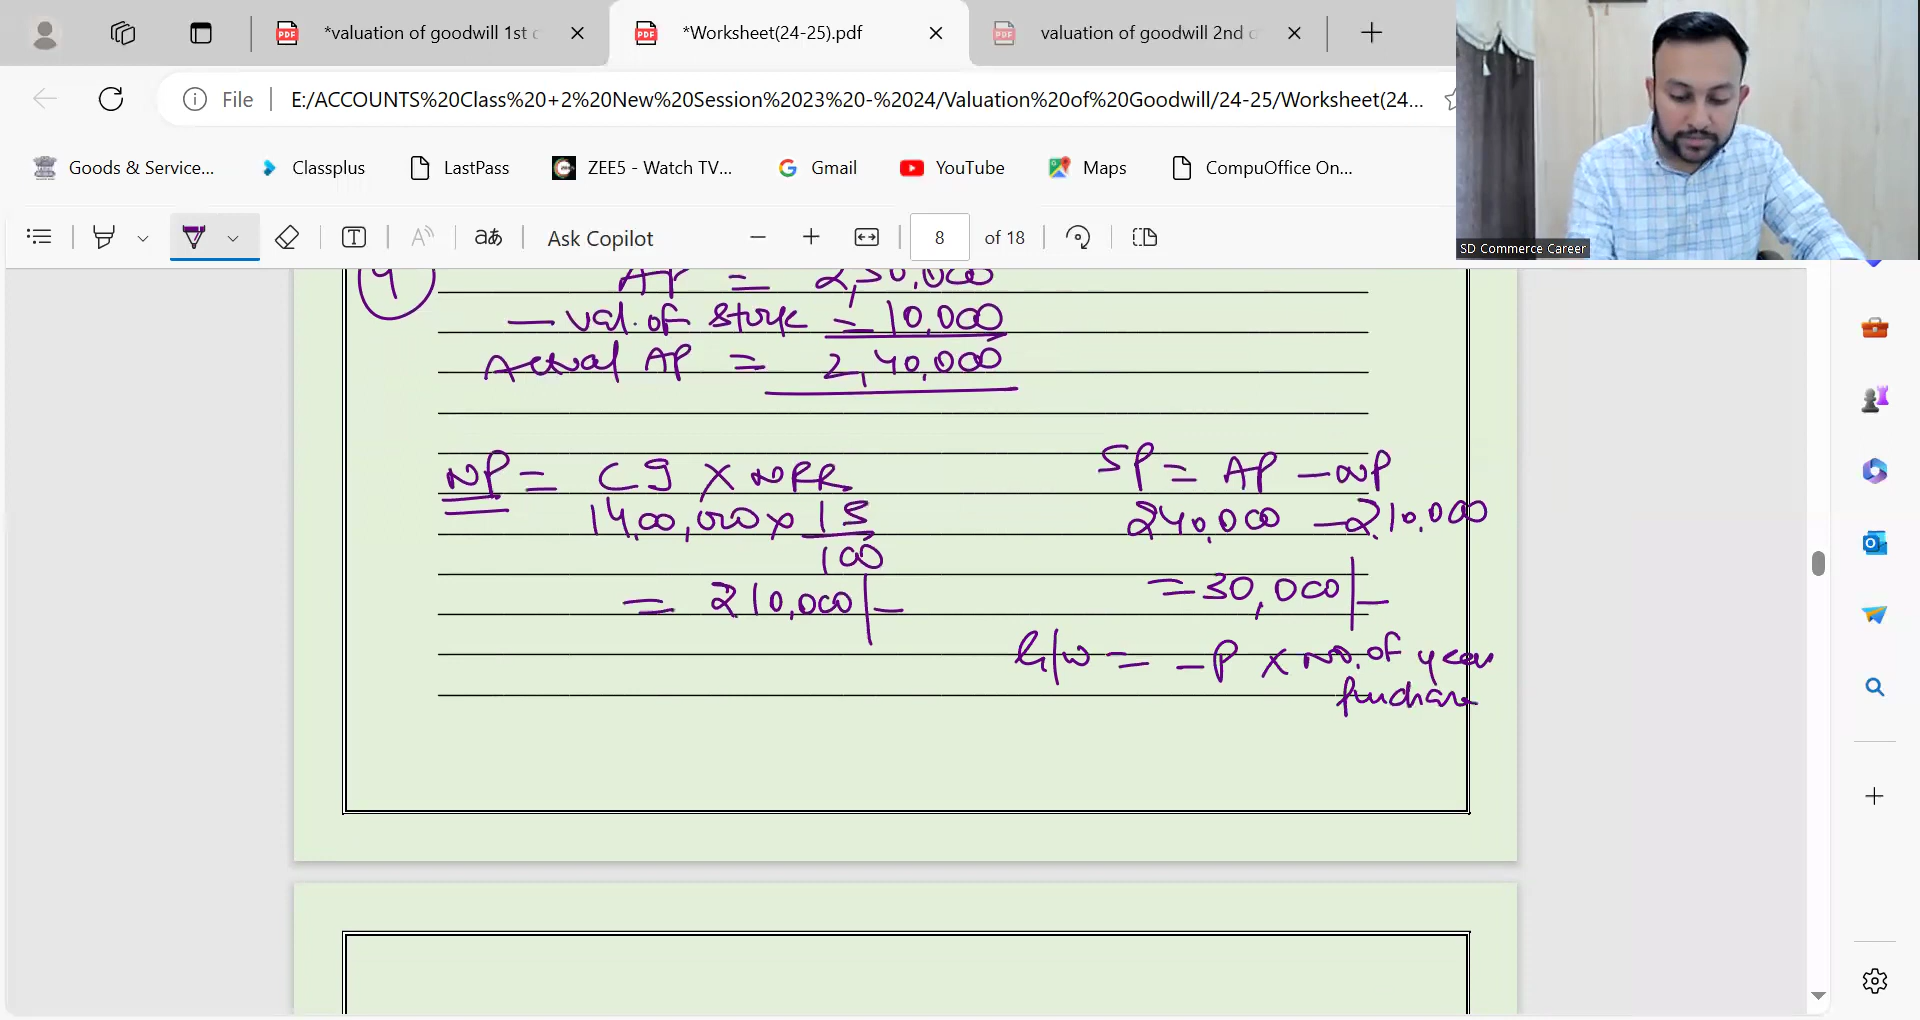 *valuation of goodwill 1st
*Worksheet(24-25).pdf
valuation of goodwill 2nd
File
E:/ACCOUNTS%20Class%20+2%20New%20Session%202023%20-%2024/Valuation%20of%20Goodwill/24-25/Worksheet(24...
Goods & Service...
Classplus
LastPass
ZEE5 - Watch TV...
Gmail
YouTube
Maps
CompuOffice On...
Ask Copilot
8 of 18
SD Commerce Career
AP = 2,50,000
— Val. of Stock = 10,000
Actual AP = 2,40,000
NP = CE X NRR
14,00,000 x 15
100
= 210,000/-
SP = AP - NP
240,000 - 210,000
= 30,000/-
G/W = -P x No. of year
purchase